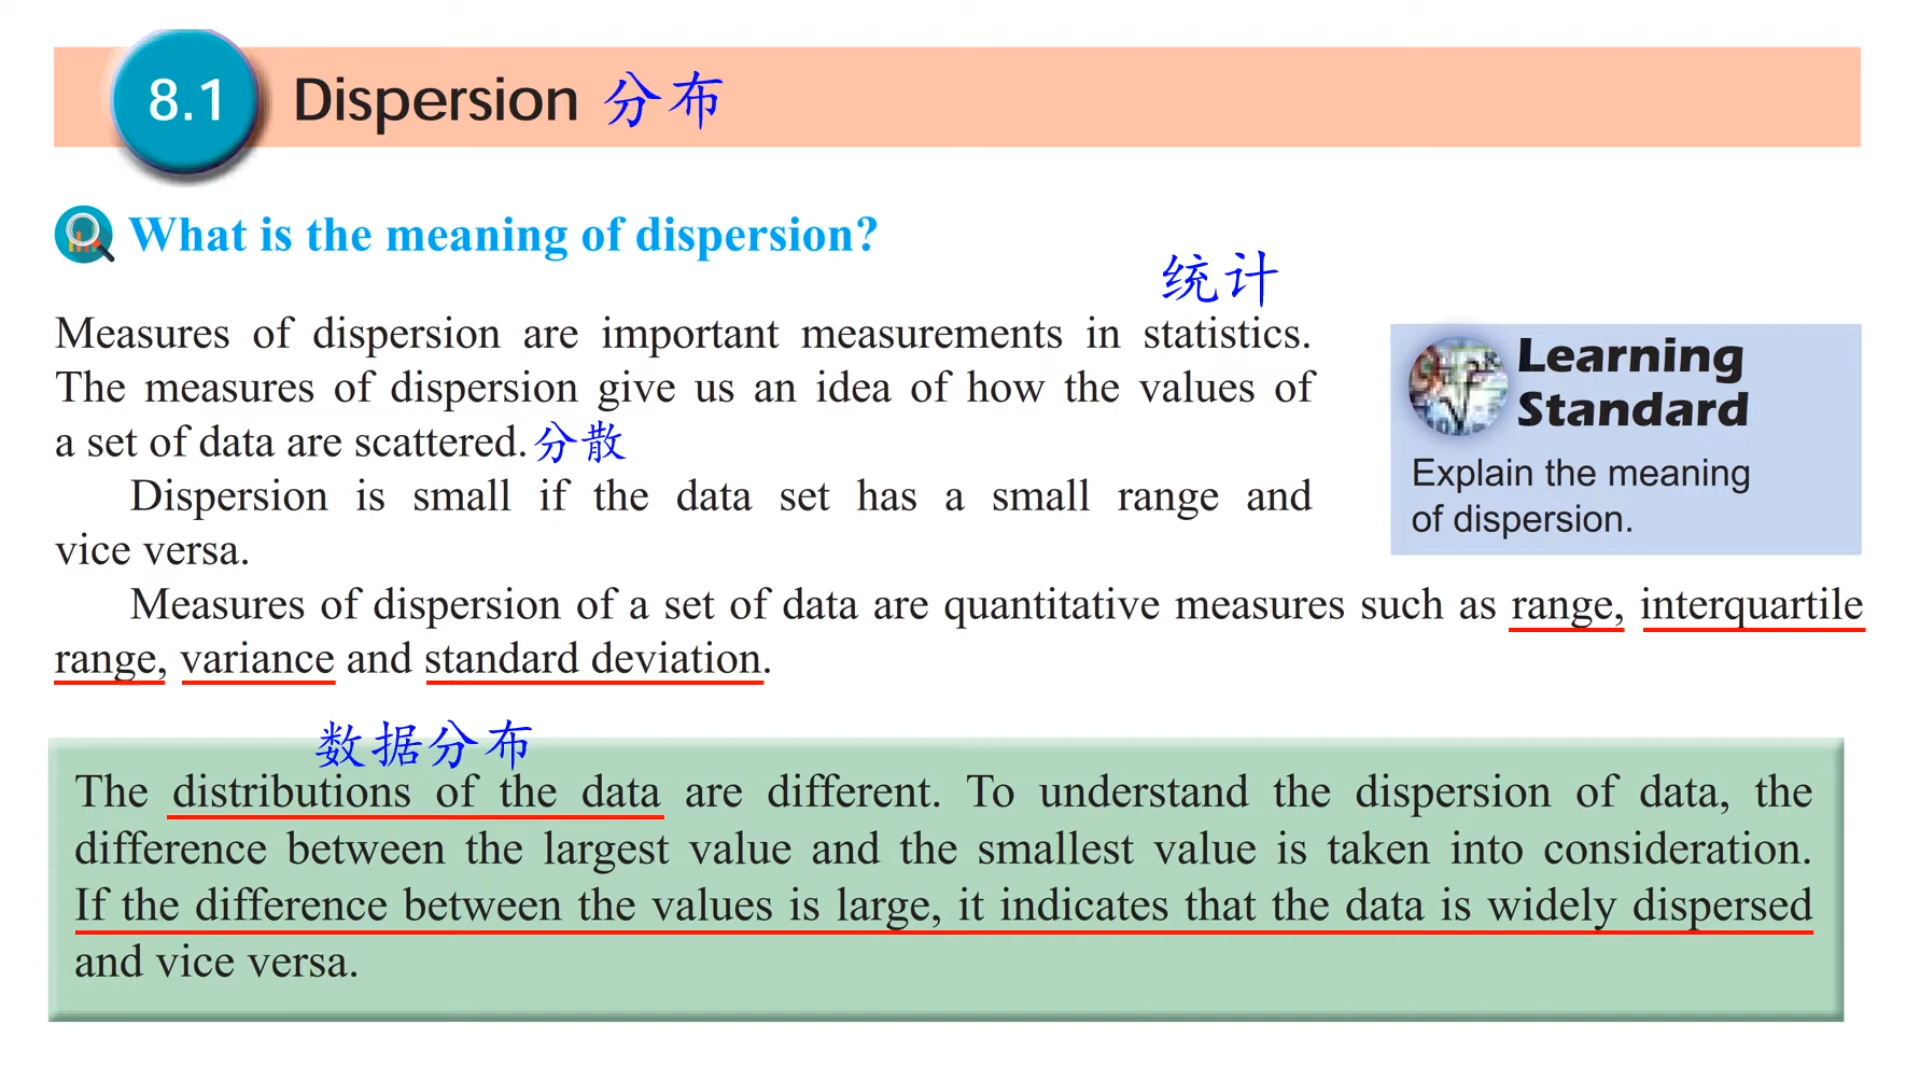 8.1 Dispersion 分布
What is the meaning of dispersion?
统计
Measures of dispersion are important measurements in statistics.
The measures of dispersion give us an idea of how the values of
a set of data are scattered. 分散
Dispersion is small if the data set has a small range and
vice versa.
Learning
Standard
Explain the meaning
of dispersion.
Measures of dispersion of a set of data are quantitative measures such as range, interquartile
range, variance and standard deviation.
数据分布
The distributions of the data are different. To understand the dispersion of data, the
difference between the largest value and the smallest value is taken into consideration.
If the difference between the values is large, it indicates that the data is widely dispersed
and vice versa.